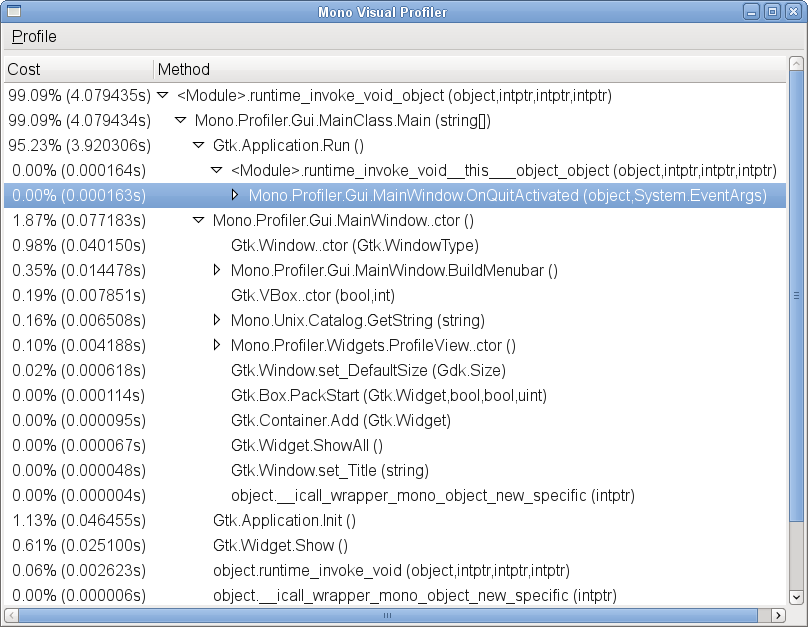 Mono Visual Profiler
Profile
Cost Method
99.09% (4.079435s) <Module>.runtime_invoke_void_object (object,intptr,intptr,intptr)
99.09% (4.079434s) Mono.Profiler.Gui.MainClass.Main (string[])
95.23% (3.920306s) Gtk.Application.Run ()
0.00% (0.000164s) <Module>.runtime_invoke_void__this___object_object (object,intptr,intptr,intptr)
0.00% (0.000163s) Mono.Profiler.Gui.MainWindow.OnQuitActivated (object,System.EventArgs)
1.87% (0.077183s) Mono.Profiler.Gui.MainWindow..ctor ()
0.98% (0.040150s) Gtk.Window..ctor (Gtk.WindowType)
0.35% (0.014478s) Mono.Profiler.Gui.MainWindow.BuildMenubar ()
0.19% (0.007851s) Gtk.VBox..ctor (bool,int)
0.16% (0.006508s) Mono.Unix.Catalog.GetString (string)
0.10% (0.004188s) Mono.Profiler.Widgets.ProfileView..ctor ()
0.02% (0.000618s) Gtk.Window.set_DefaultSize (Gdk.Size)
0.00% (0.000114s) Gtk.Box.PackStart (Gtk.Widget,bool,bool,uint)
0.00% (0.000095s) Gtk.Container.Add (Gtk.Widget)
0.00% (0.000067s) Gtk.Widget.ShowAll ()
0.00% (0.000048s) Gtk.Window.set_Title (string)
0.00% (0.000004s) object.__icall_wrapper_mono_object_new_specific (intptr)
1.13% (0.046455s) Gtk.Application.Init ()
0.61% (0.025100s) Gtk.Widget.Show ()
0.06% (0.002623s) object.runtime_invoke_void (object,intptr,intptr,intptr)
0.00% (0.000006s) object.__icall_wrapper_mono_object_new_specific (intptr)